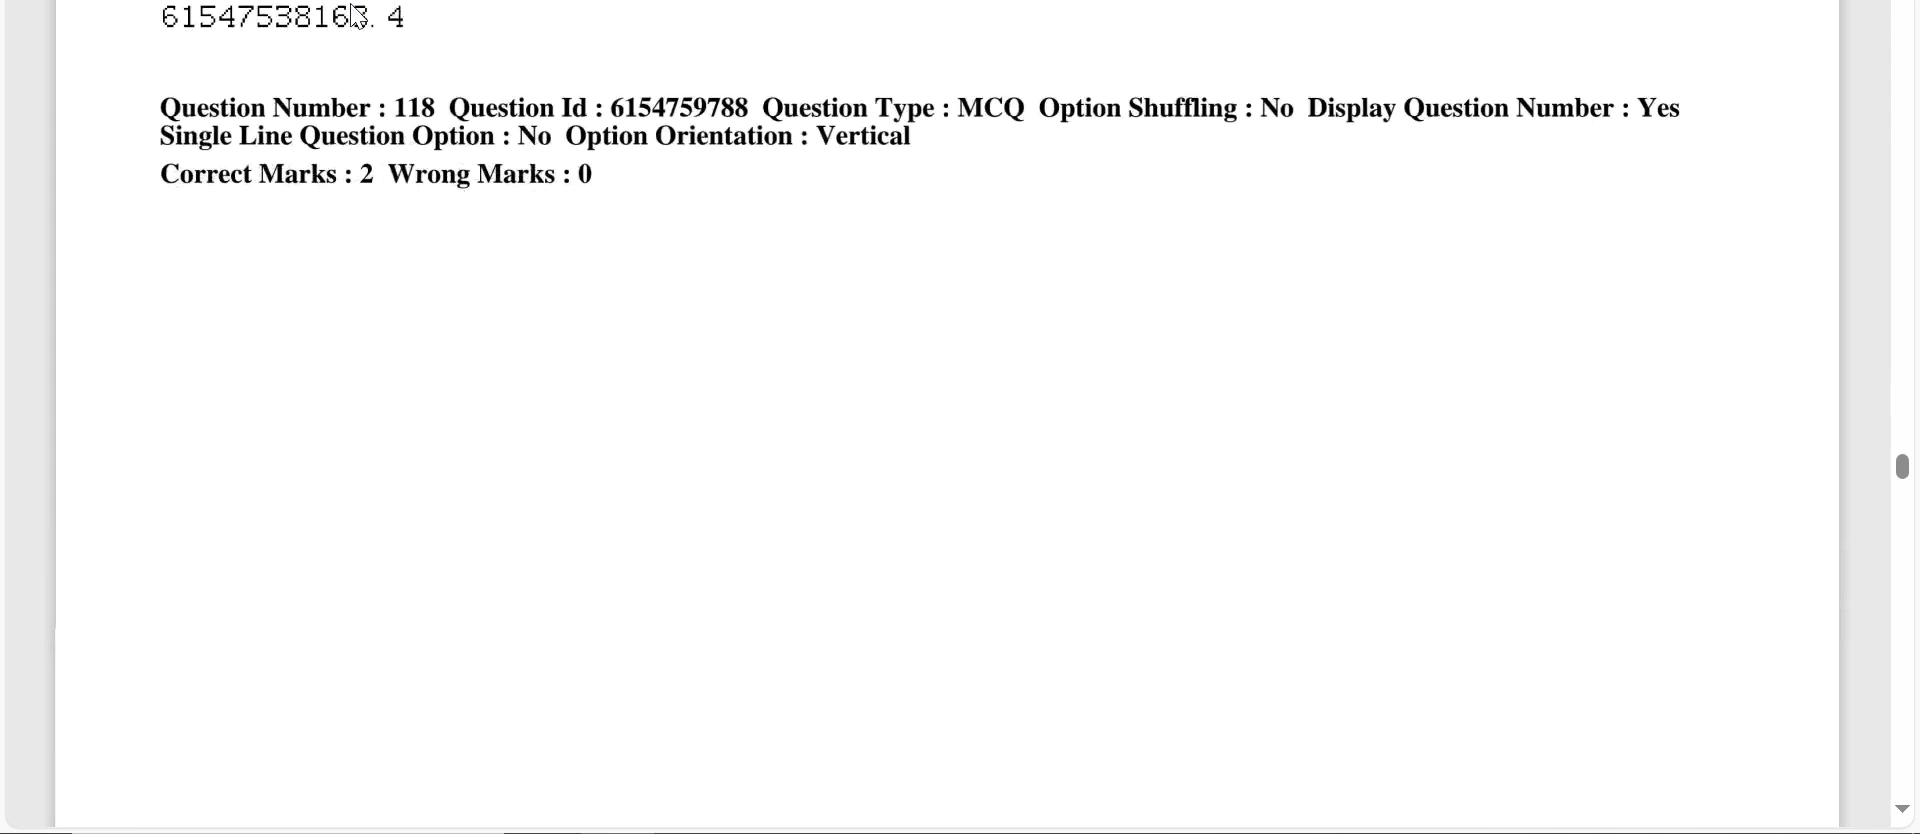 61547538163. 4
Question Number : 118 Question Id : 6154759788 Question Type : MCQ Option Shuffling : No Display Question Number : Yes
Single Line Question Option : No Option Orientation : Vertical
Correct Marks : 2 Wrong Marks : 0